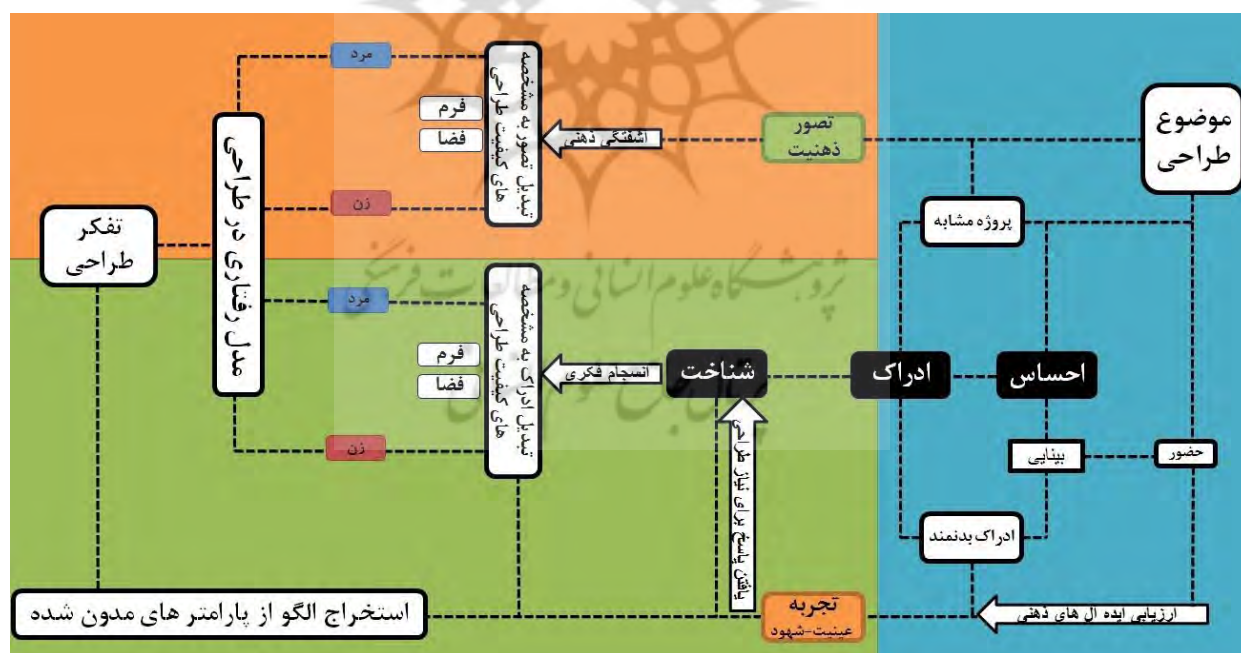 موضوع
طراحی
تصور
ذهنیت
آشفتگی ذهنی
تبدیل تصور به مشخصه
های کیفیت طراحی
فرم
فضا
مرد
زن
پروژه مشابه
مدل رفتاری در طراحی
تفکر
طراحی
پژوهشگاه علوم انسانی و مطالعات فرهنگی
احساس
ادراک
شناخت
انسجام فکری
تبدیل ادراک به مشخصه
های کیفیت طراحی
فرم
فضا
مرد
زن
حضور
بینایی
ادراک بدنمند
یافتن پاسخ برای نیاز طراحی
ارزیابی ایده ال های ذهنی
تجربه
عینیت-شهود
استخراج الگو از پارامتر های مدون شده